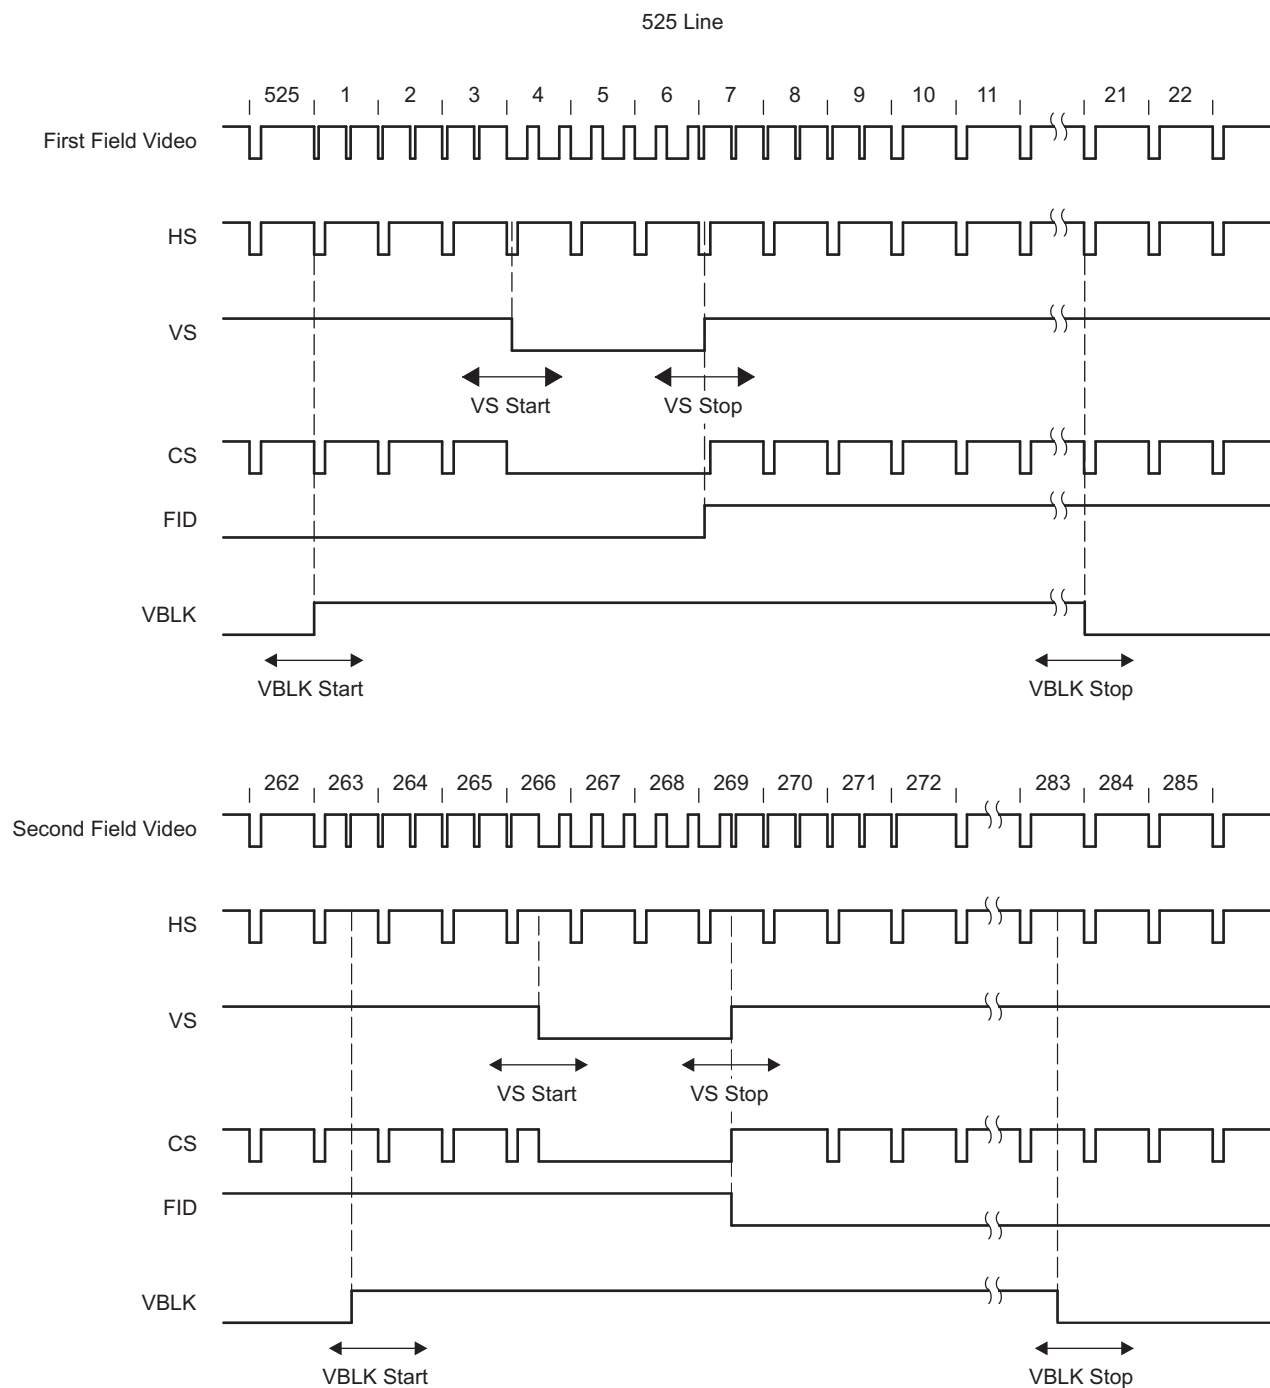 525 Line
525 1 2 3 4 5 6 7 8 9 10 11 21 22
First Field Video
HS
VS
VS Start VS Stop
CS
FID
VBLK
VBLK Start VBLK Stop
262 263 264 265 266 267 268 269 270 271 272 283 284 285
Second Field Video
HS
VS
VS Start VS Stop
CS
FID
VBLK
VBLK Start VBLK Stop